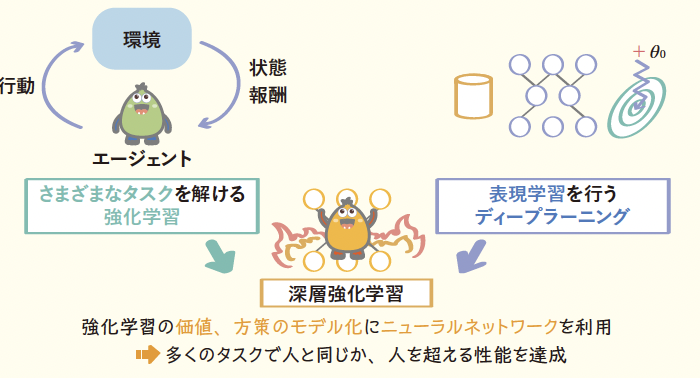 環境
行動
状態
報酬
エージェント
+ θ₀
さまざまなタスクを解ける
強化学習
表現学習を行う
ディープラーニング
深層強化学習
強化学習の価値、方策のモデル化にニューラルネットワークを利用
➡ 多くのタスクで人と同じか、人を超える性能を達成